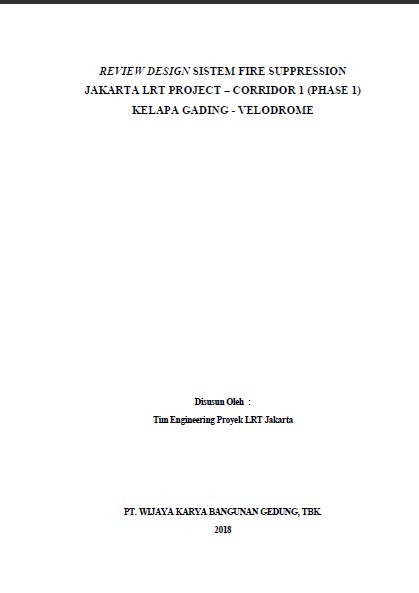 REVIEW DESIGN SISTEM FIRE SUPPRESSION
JAKARTA LRT PROJECT – CORRIDOR 1 (PHASE 1)
KELAPA GADING - VELODROME
Disusun Oleh :
Tim Engineering Proyek LRT Jakarta
PT. WIJAYA KARYA BANGUNAN GEDUNG, TBK.
2018